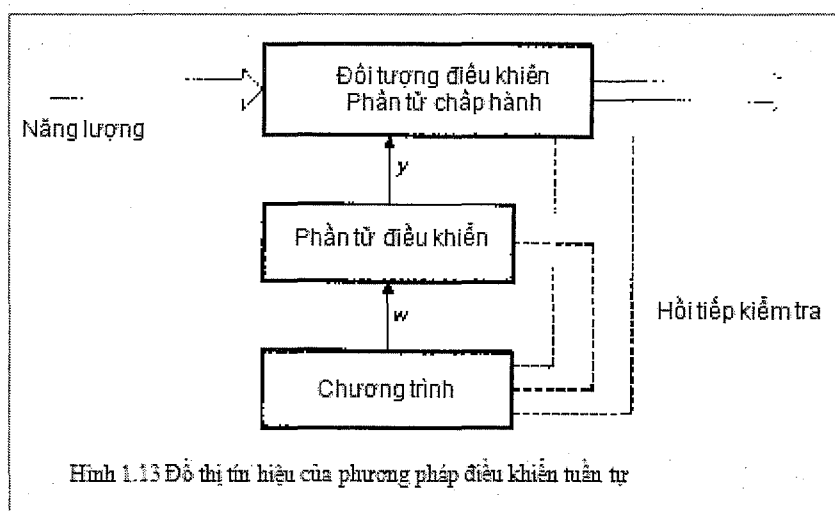 Đối tượng điều khiển
Phần tử chấp hành
Năng lượng
y
Phần tử điều khiển
w
Hồi tiếp kiểm tra
Chương trình
Hình 1.13 Đồ thị tín hiệu của phương pháp điều khiển tuần tự